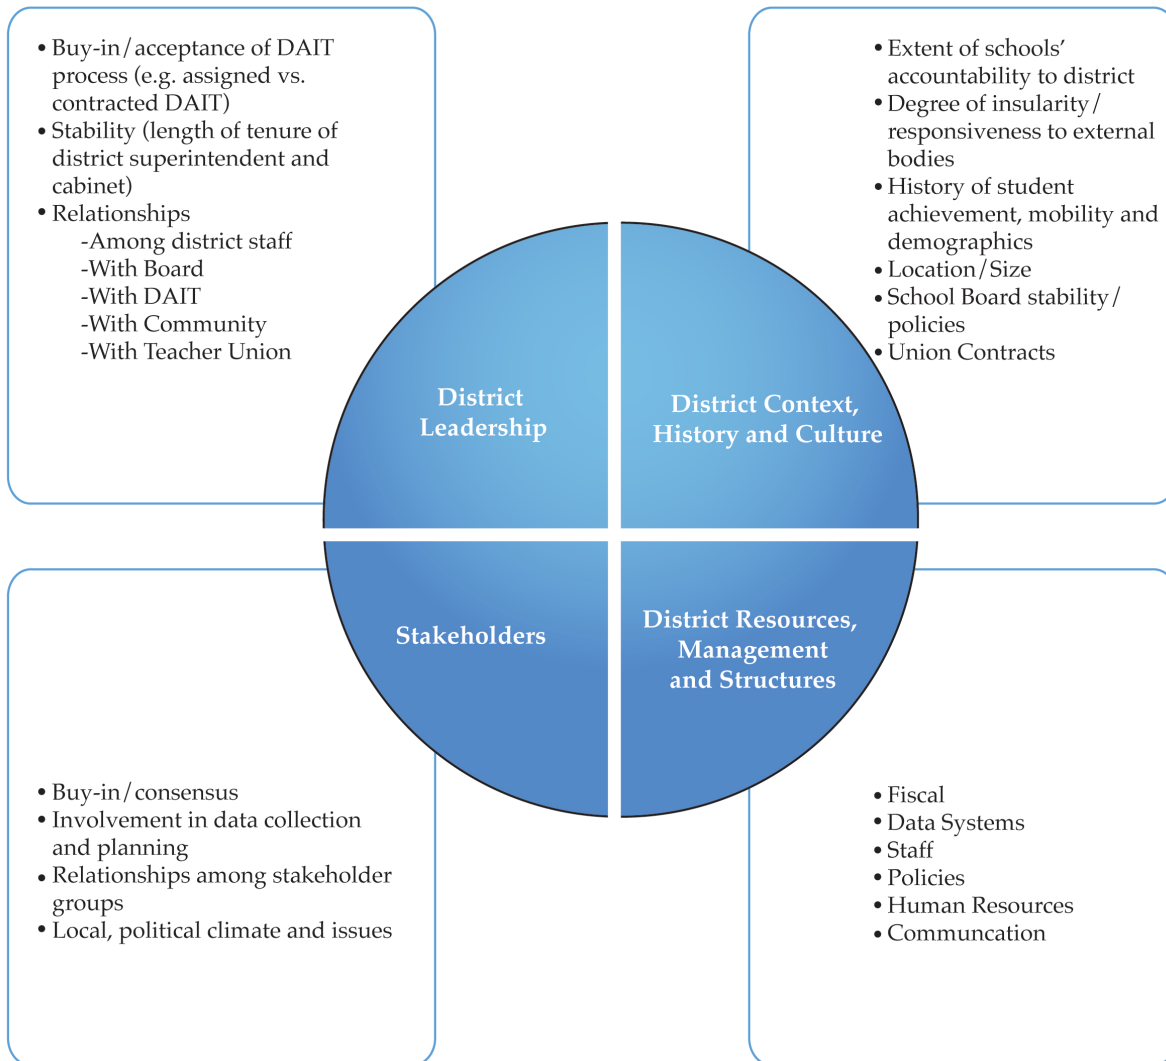 • Buy-in/acceptance of DAIT
process (e.g. assigned vs.
contracted DAIT)
• Stability (length of tenure of
district superintendent and
cabinet)
• Relationships
-Among district staff
-With Board
-With DAIT
-With Community
-With Teacher Union
• Extent of schools'
accountability to district
• Degree of insularity/
responsiveness to external
bodies
• History of student
achievement, mobility and
demographics
• Location/Size
• School Board stability/
policies
• Union Contracts
District
Leadership
District Context,
History and Culture
Stakeholders
District Resources,
Management
and Structures
• Buy-in/consensus
• Involvement in data collection
and planning
• Relationships among stakeholder
groups
• Local, political climate and issues
• Fiscal
• Data Systems
• Staff
• Policies
• Human Resources
• Communcation